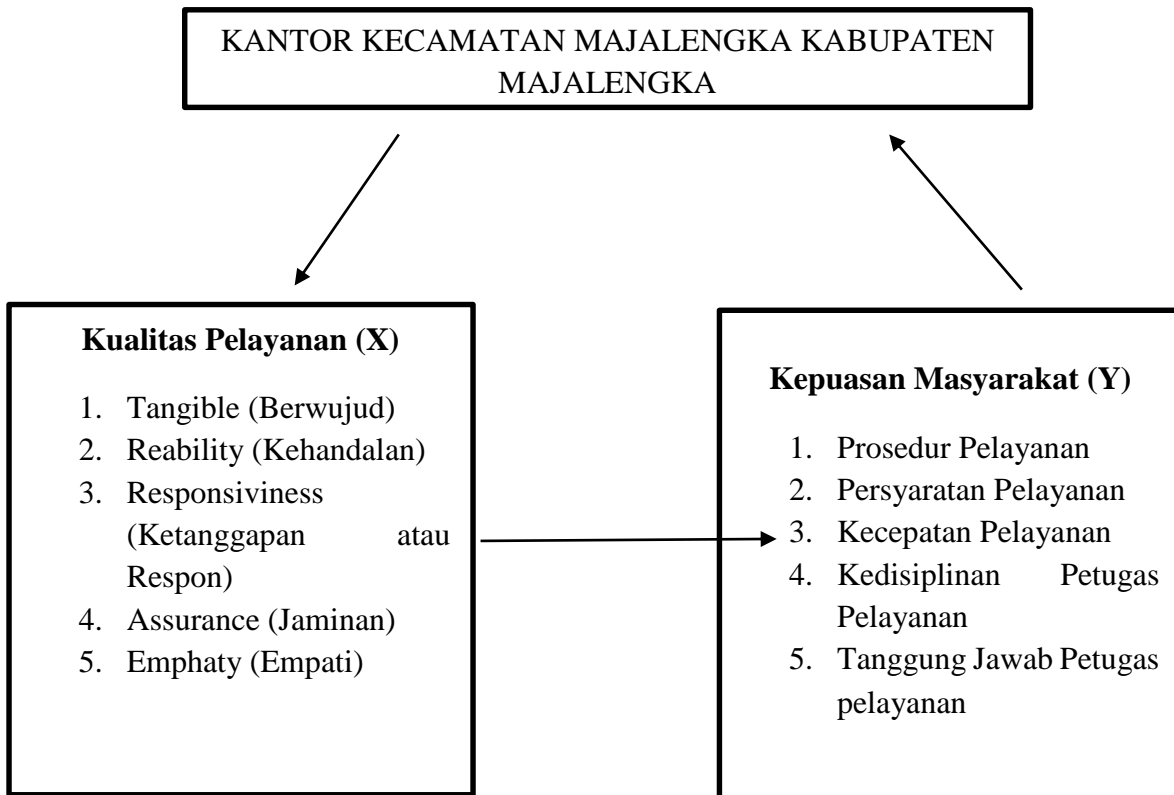 KANTOR KECAMATAN MAJALENGKA KABUPATEN
MAJALENGKA
Kualitas Pelayanan (X)
1. Tangible (Berwujud)
2. Reability (Kehandalan)
3. Responsiviness
(Ketanggapan atau
Respon)
4. Assurance (Jaminan)
5. Emphaty (Empati)
Kepuasan Masyarakat (Y)
1. Prosedur Pelayanan
2. Persyaratan Pelayanan
3. Kecepatan Pelayanan
4. Kedisiplinan Petugas
Pelayanan
5. Tanggung Jawab Petugas
pelayanan